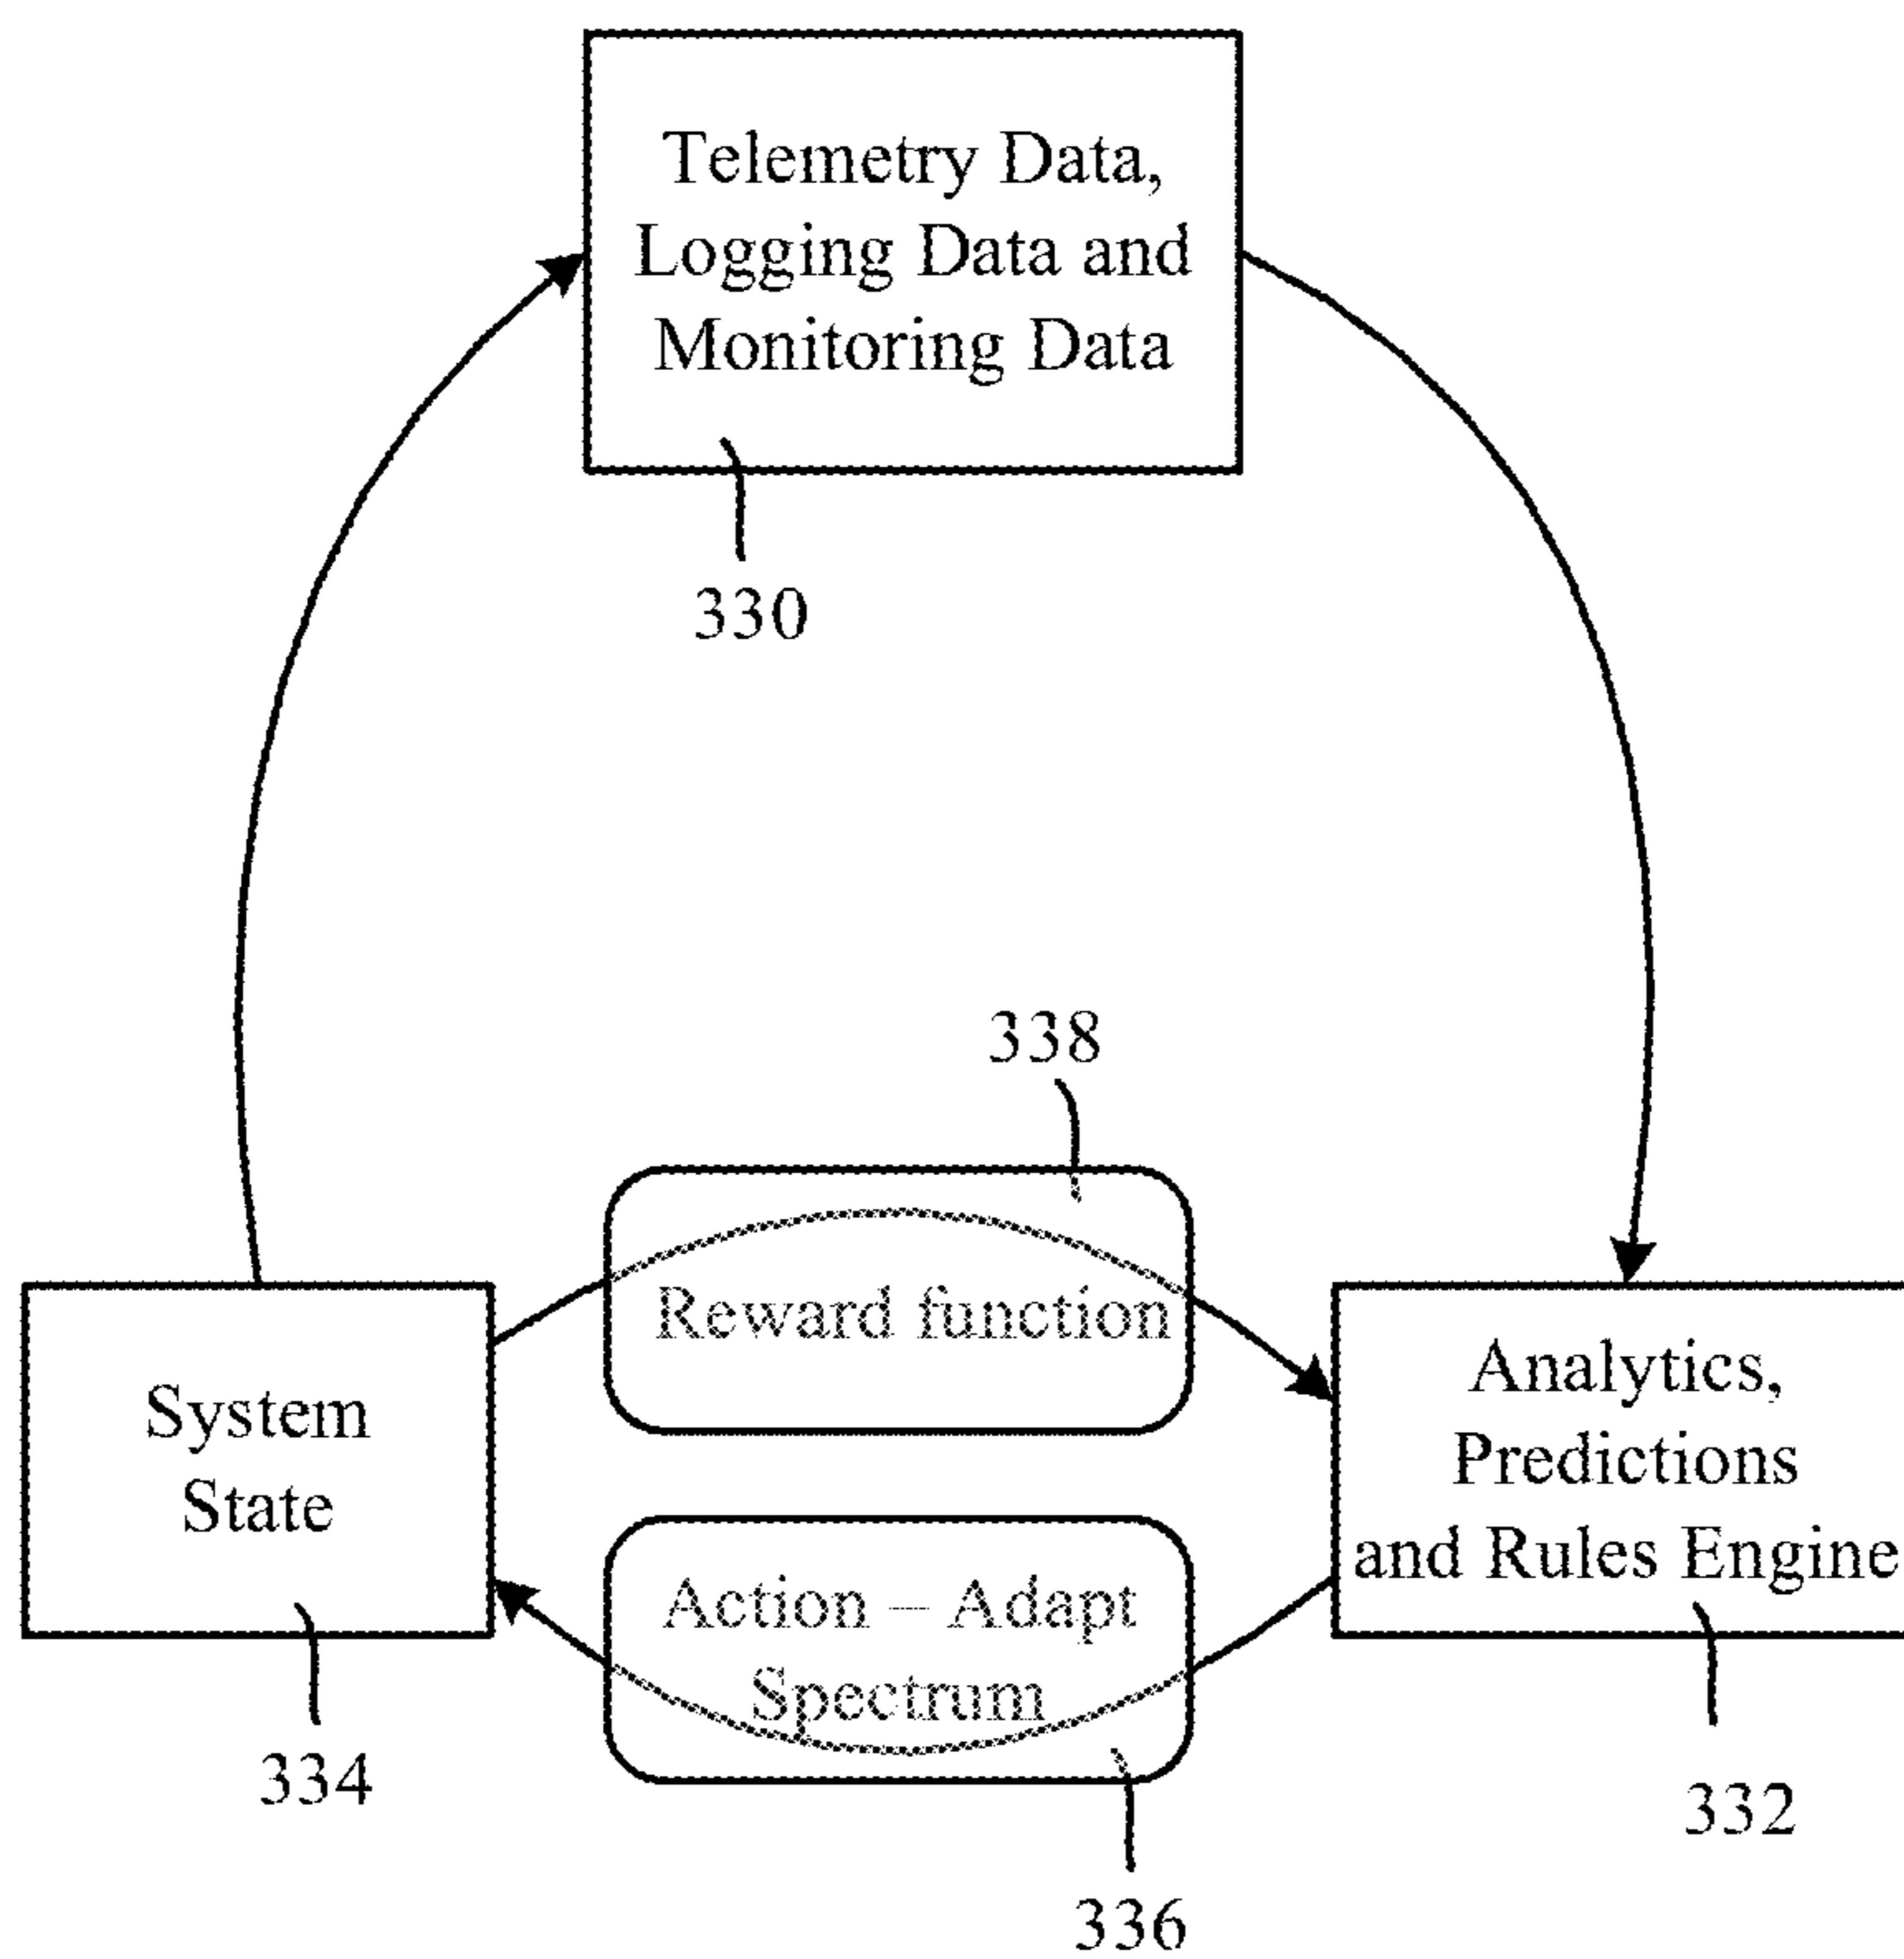 Telemetry Data,
Logging Data and
Monitoring Data
330
338
Reward function
System
State
Analytics,
Predictions
and Rules Engine
Action – Adapt
Spectrum
334
332
336